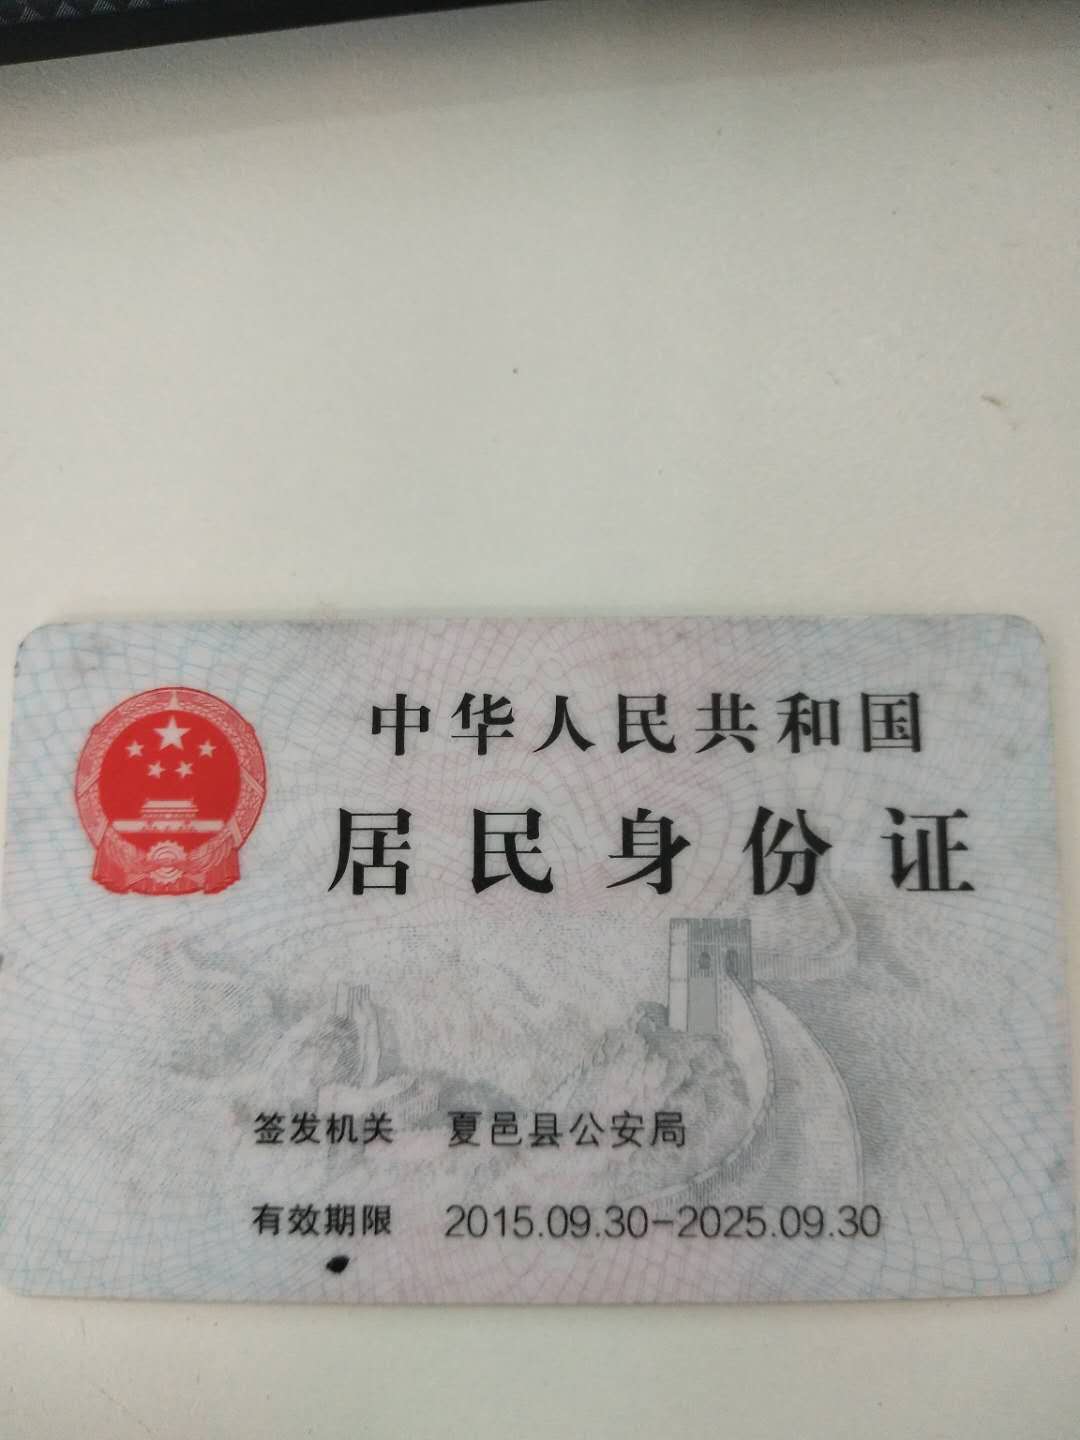 中华人民共和国
居民身份证
签发机关 夏邑县公安局
有效期限 2015.09.30-2025.09.30